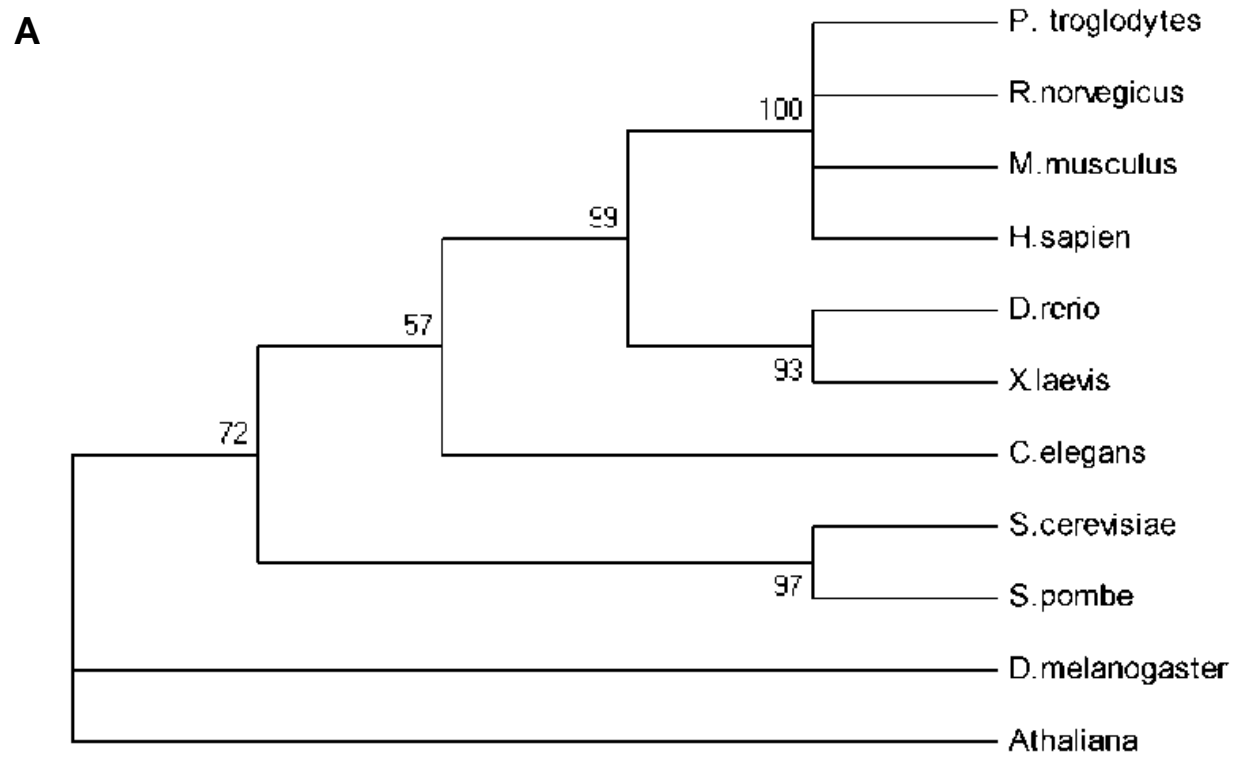 A
P. troglodytes
R.norvegicus
100
M.musculus
99
H.sapien
D.rerio
57
93
X.laevis
72
C.elegans
S.cerevisiae
97
S.pombe
D.melanogaster
Athaliana